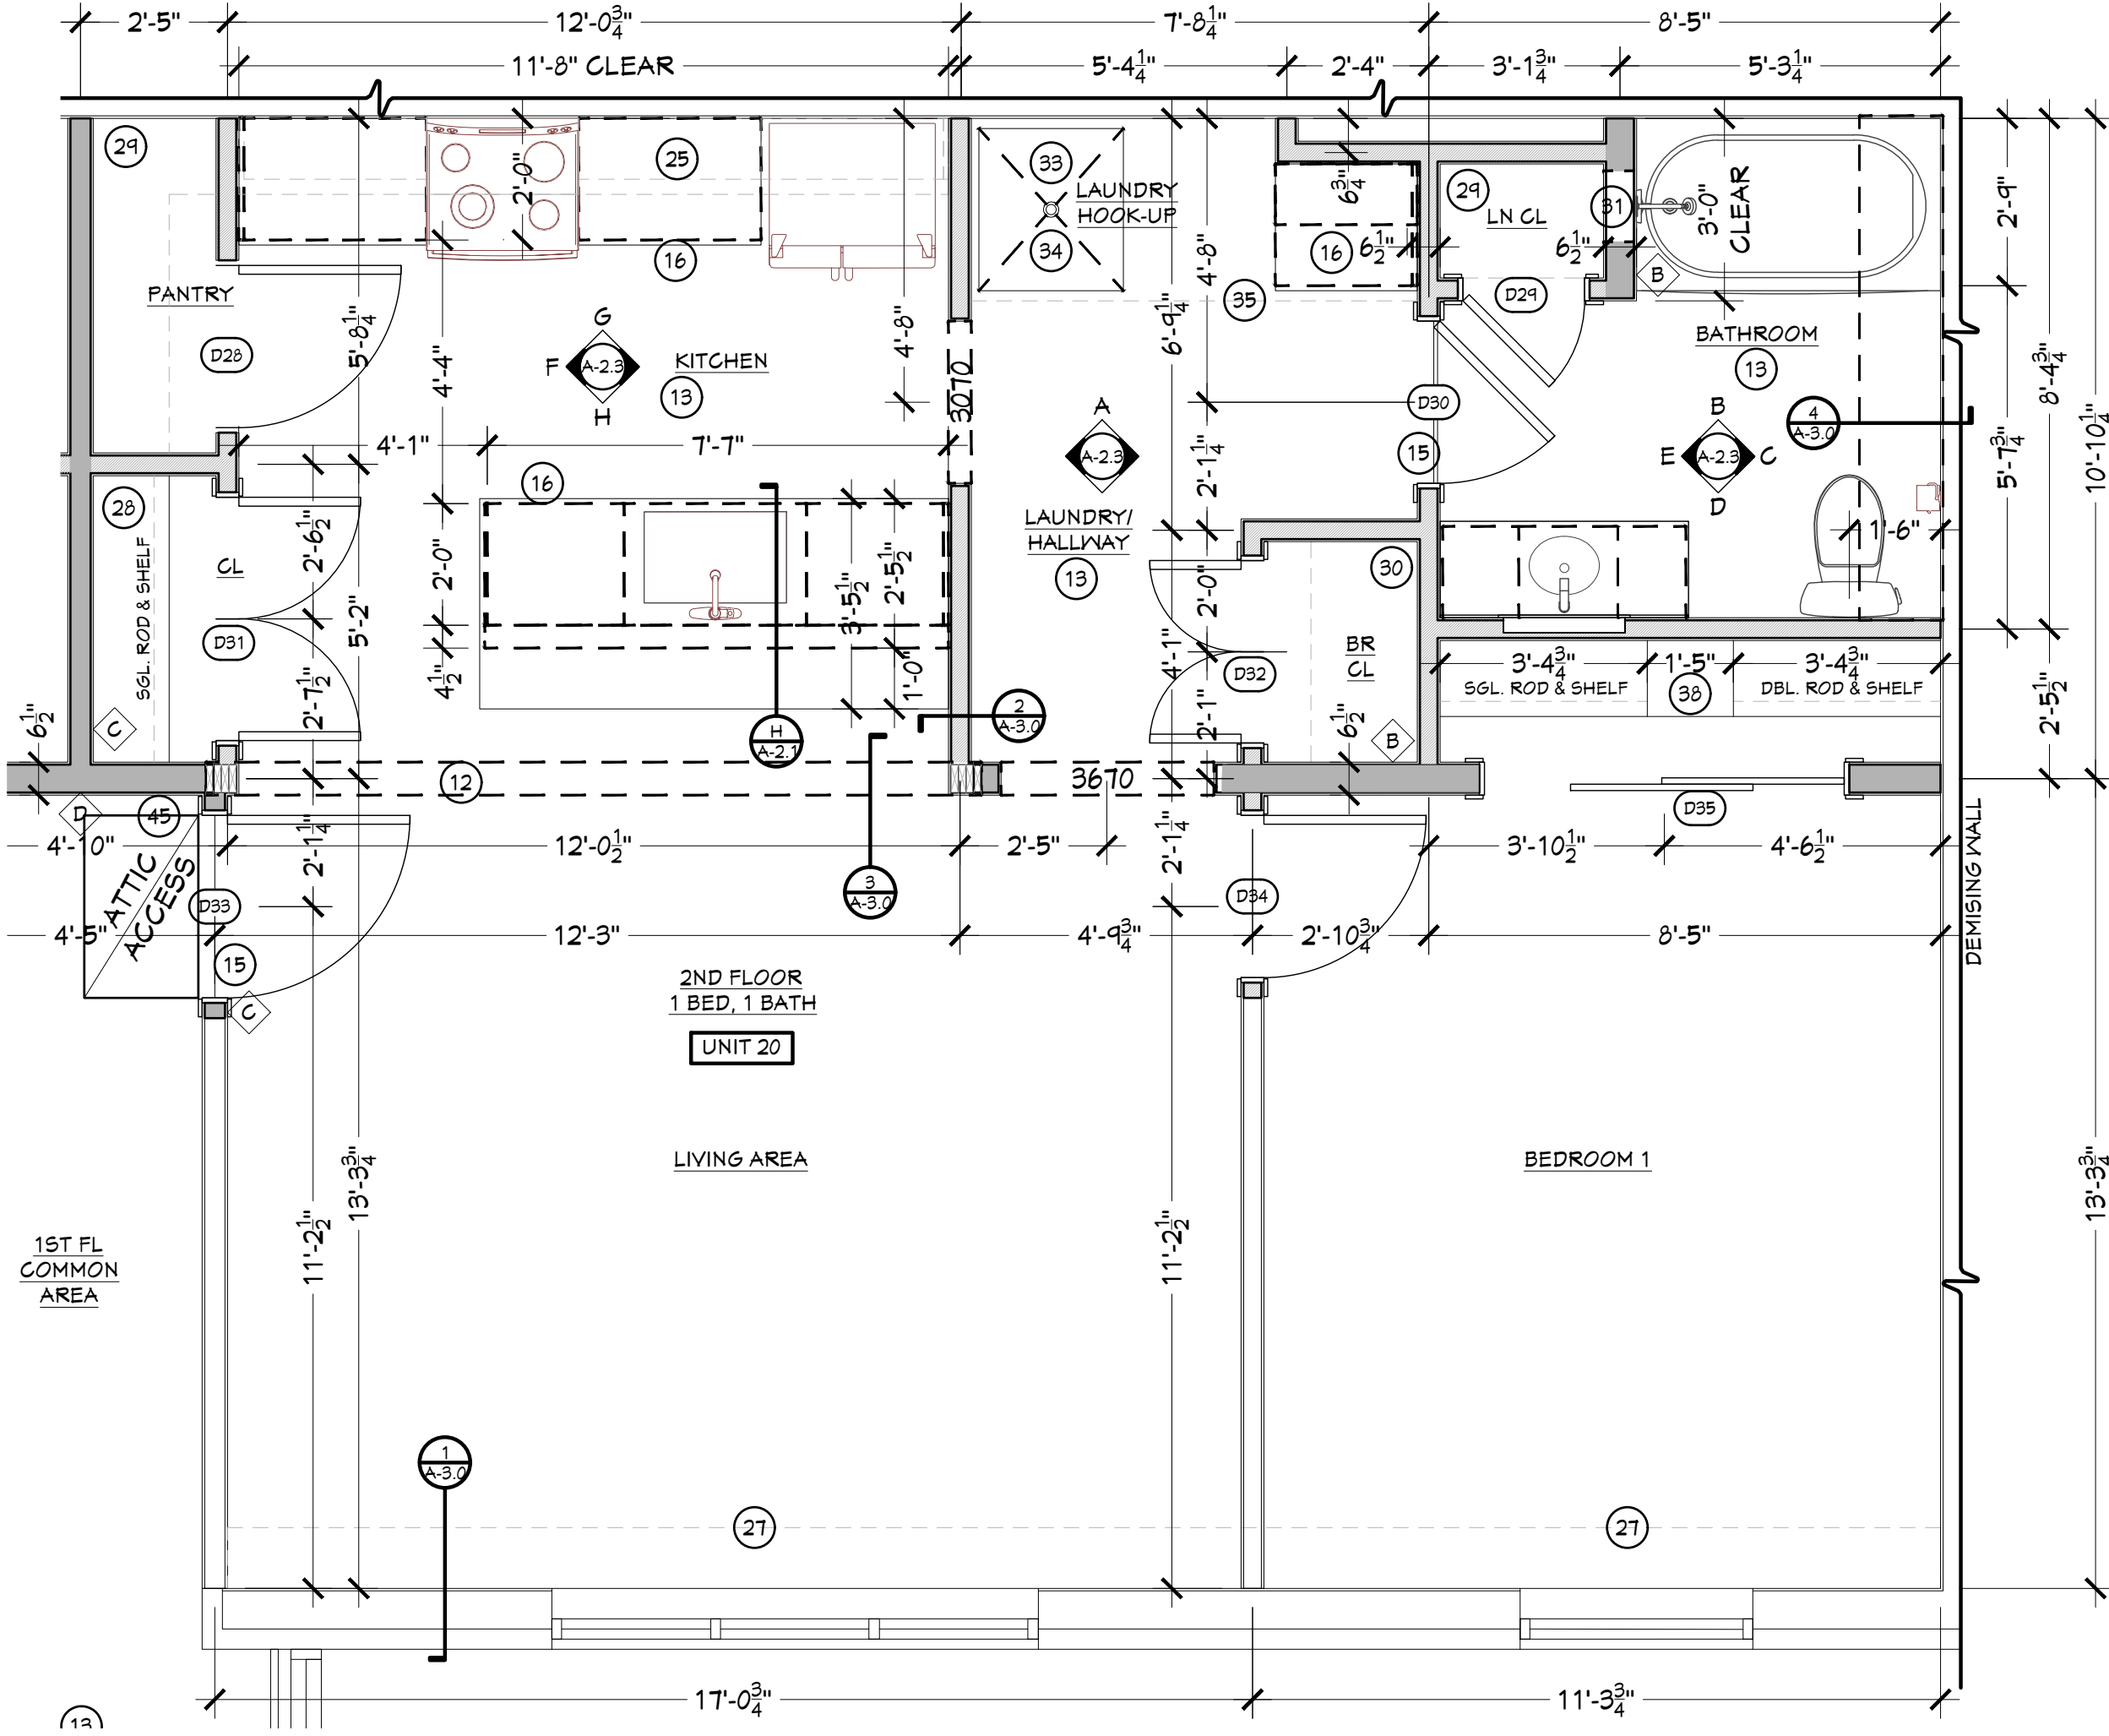 2'-5"
12'-0 3/4"
7'-8 1/4"
8'-5"
11'-8" CLEAR
5'-4 1/4"
2'-4"
3'-1 3/4"
5'-3 1/4"
29
25
33
LAUNDRY
HOOK-UP
34
6 3/4"
29
LN CL
31
3'-0"
CLEAR
2'-9"
2'-0"
16
16
6 1/2"
6 1/2"
B
4'-8"
PANTRY
35
D29
BATHROOM
13
G
F
A-2.3
H
KITCHEN
13
D28
5'-8 1/4"
4'-4"
4'-8"
3070
6'-9 1/4"
D30
15
8'-4 3/4"
5'-7 3/4"
10'-10 1/4"
4
A-3.0
A
A-2.3
B
E
A-2.3
C
D
4'-1"
7'-7"
2'-1 1/4"
28
16
CL
SGL. ROD & SHELF
2'-6 1/2"
2'-0"
3'-5 1/2"
2'-5 1/2"
LAUNDRY/
HALLWAY
13
30
1'-6"
2'-0"
D31
5'-2"
4'-1"
D32
BR
CL
3'-4 3/4"
1'-5"
3'-4 3/4"
SGL. ROD & SHELF
38
DBL. ROD & SHELF
4 1/2"
1'-0"
2'-7 1/2"
2'-5 1/2"
6 1/2"
C
H
A-2.1
2
A-3.0
2'-1"
6 1/2"
B
12
3670
D
45
D35
4'-10"
12'-0 1/2"
2'-5"
2'-1 1/4"
2'-1 1/4"
3'-10 1/2"
4'-6 1/2"
ATTIC
ACCESS
D33
3
A-3.0
D34
DEMISING WALL
4'-5"
12'-3"
4'-9 3/4"
2'-10 3/4"
8'-5"
15
C
2ND FLOOR
1 BED, 1 BATH
UNIT 20
LIVING AREA
BEDROOM 1
13'-3 3/4"
11'-2 1/2"
11'-2 1/2"
13'-3 3/4"
1ST FL
COMMON
AREA
1
A-3.0
27
27
17'-0 3/4"
11'-3 3/4"
13